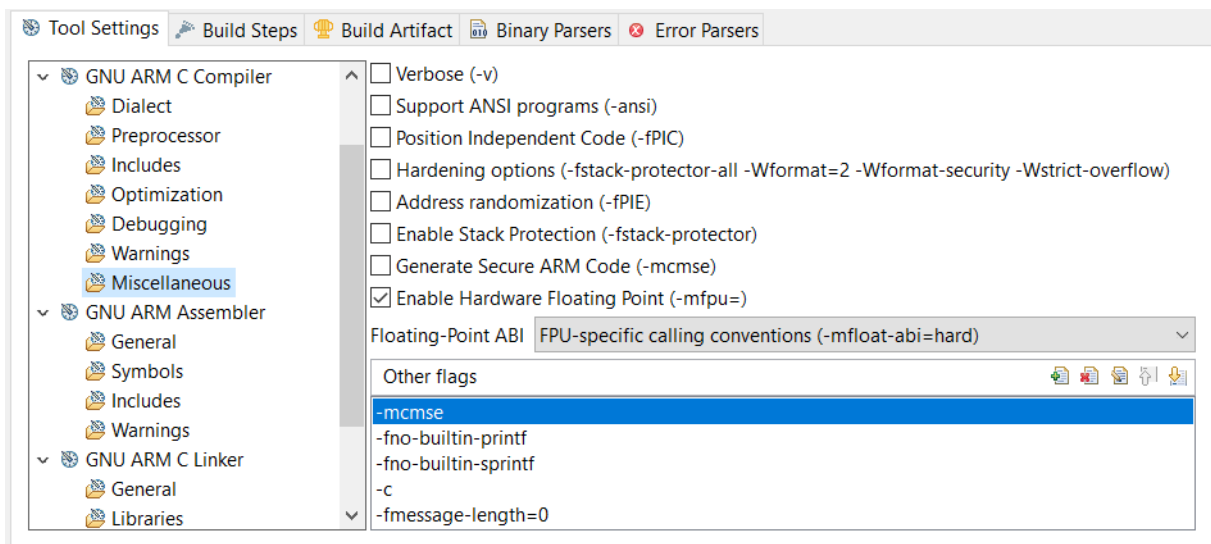 Tool Settings Build Steps Build Artifact Binary Parsers Error Parsers
GNU ARM C Compiler
Dialect
Preprocessor
Includes
Optimization
Debugging
Warnings
Miscellaneous
GNU ARM Assembler
General
Symbols
Includes
Warnings
GNU ARM C Linker
General
Libraries
Verbose (-v)
Support ANSI programs (-ansi)
Position Independent Code (-fPIC)
Hardening options (-fstack-protector-all -Wformat=2 -Wformat-security -Wstrict-overflow)
Address randomization (-fPIE)
Enable Stack Protection (-fstack-protector)
Generate Secure ARM Code (-mcmse)
Enable Hardware Floating Point (-mfpu=)
Floating-Point ABI FPU-specific calling conventions (-mfloat-abi=hard)
Other flags
-mcmse
-fno-builtin-printf
-fno-builtin-sprintf
-c
-fmessage-length=0